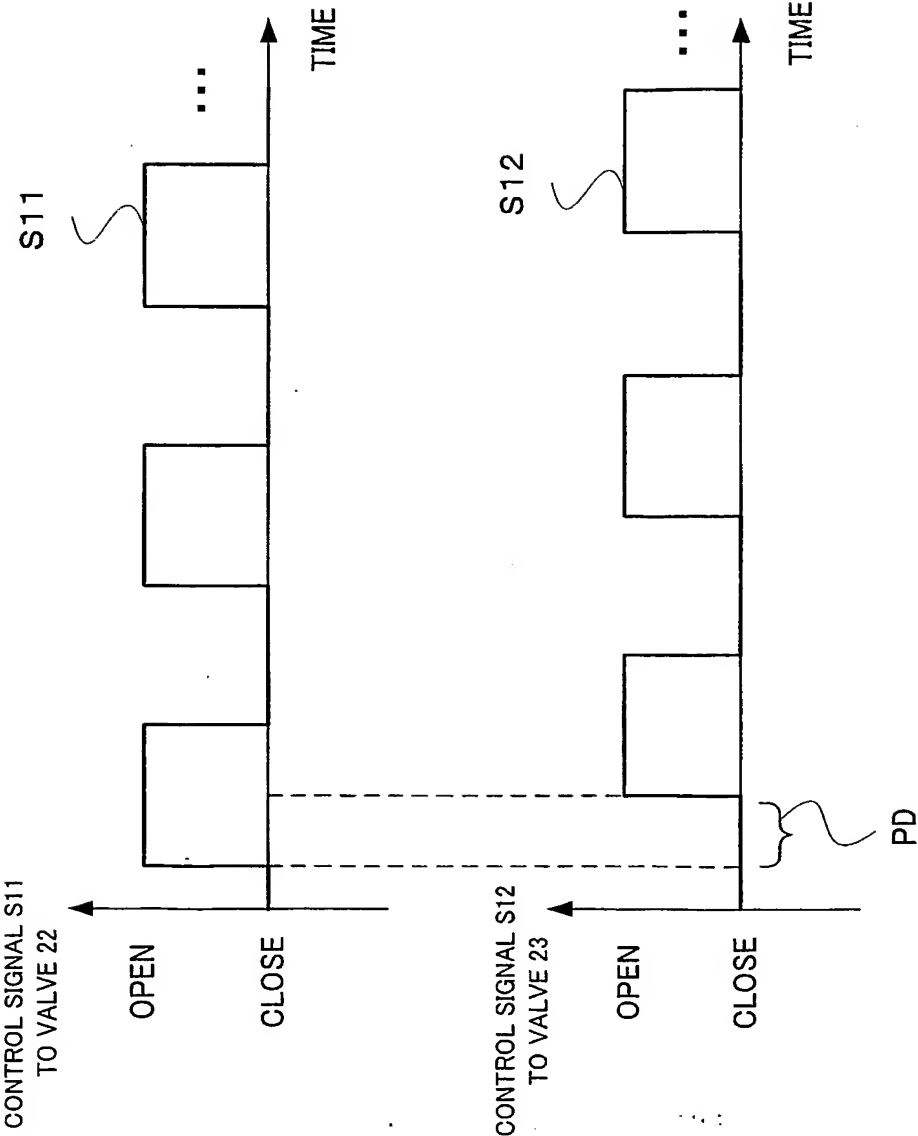 CONTROL SIGNAL S11
TO VALVE 22
OPEN
CLOSE
S11
...
TIME
CONTROL SIGNAL S12
TO VALVE 23
OPEN
CLOSE
S12
...
TIME
PD